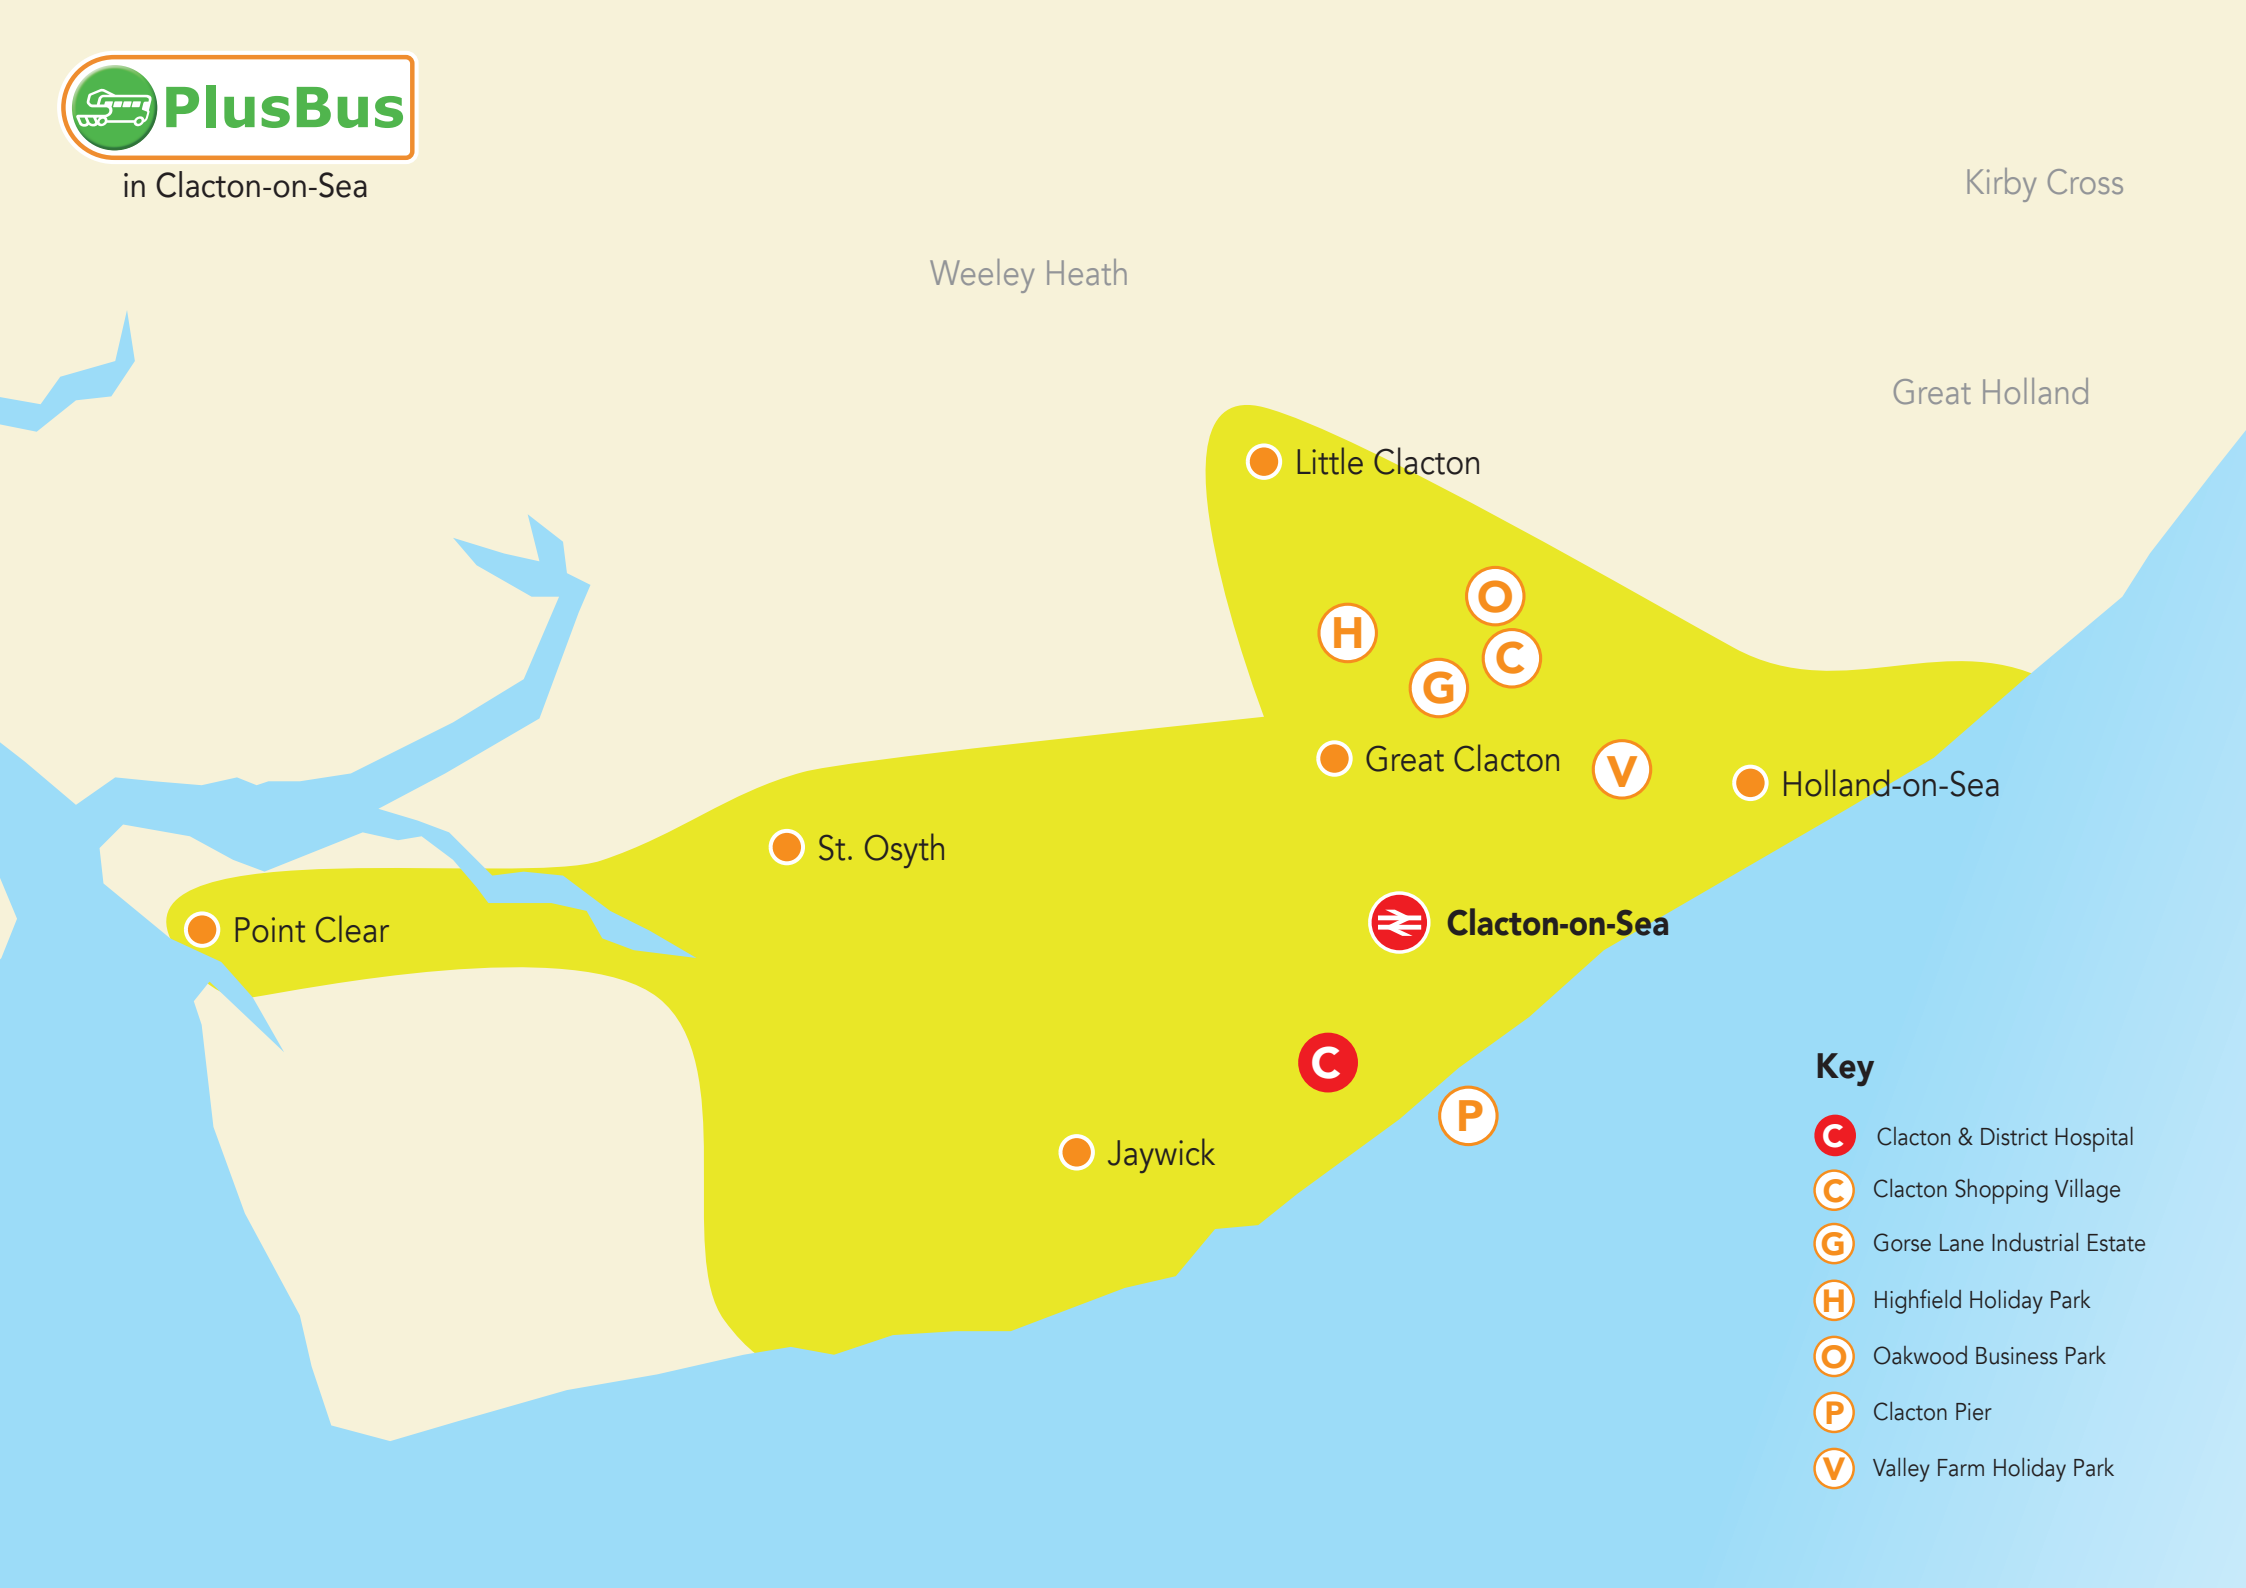 PlusBus
in Clacton-on-Sea
Kirby Cross
Weeley Heath
Great Holland
Little Clacton
O
H
C
G
Great Clacton
V
Holland-on-Sea
St. Osyth
Clacton-on-Sea
Point Clear
C
P
Jaywick
Key
C Clacton & District Hospital
C Clacton Shopping Village
G Gorse Lane Industrial Estate
H Highfield Holiday Park
O Oakwood Business Park
P Clacton Pier
V Valley Farm Holiday Park